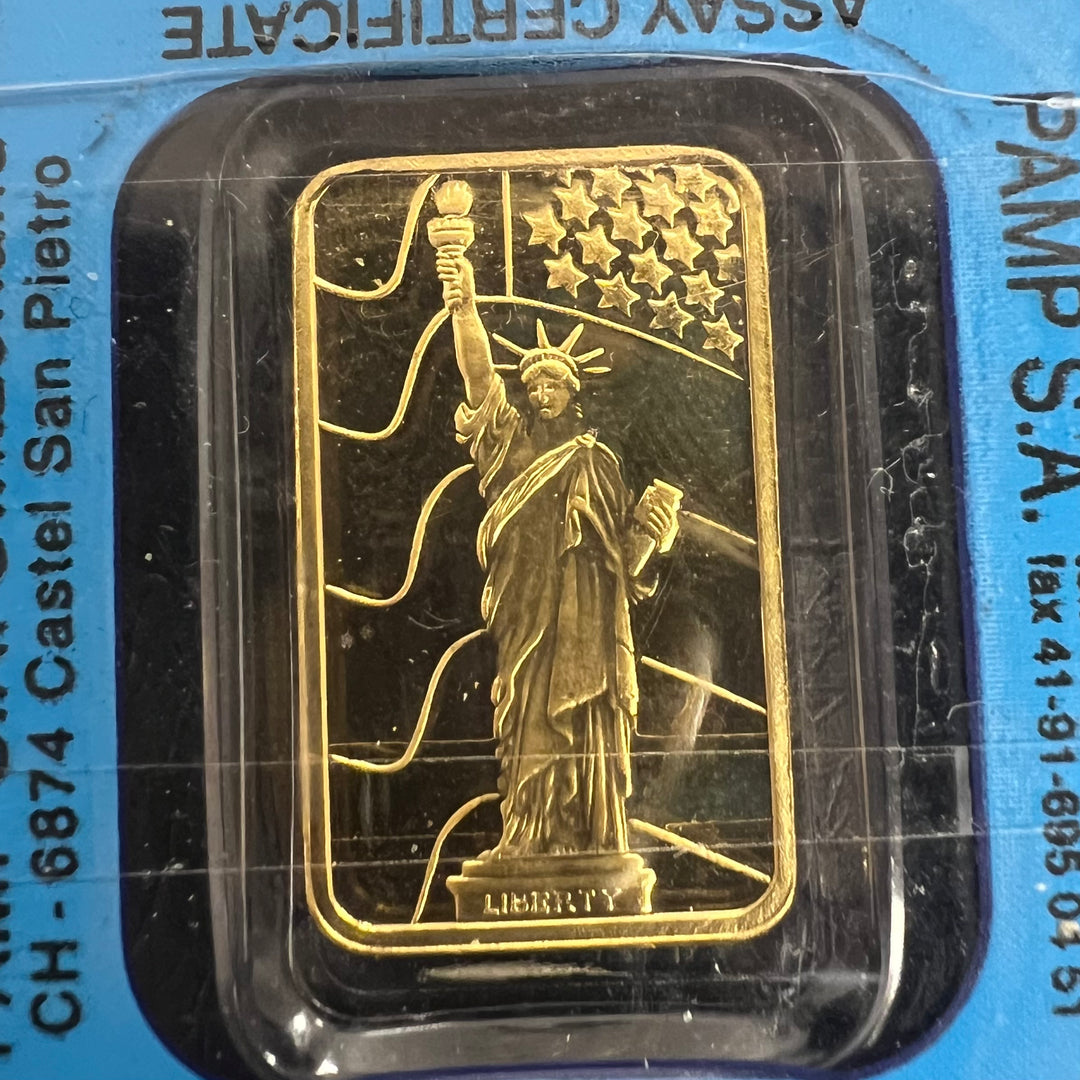 ASSAY CERTIFICATE
CH - 6874 Castel San Pietro
PAMP S.A.
fax 41-91-695 04 51
LIBERTY